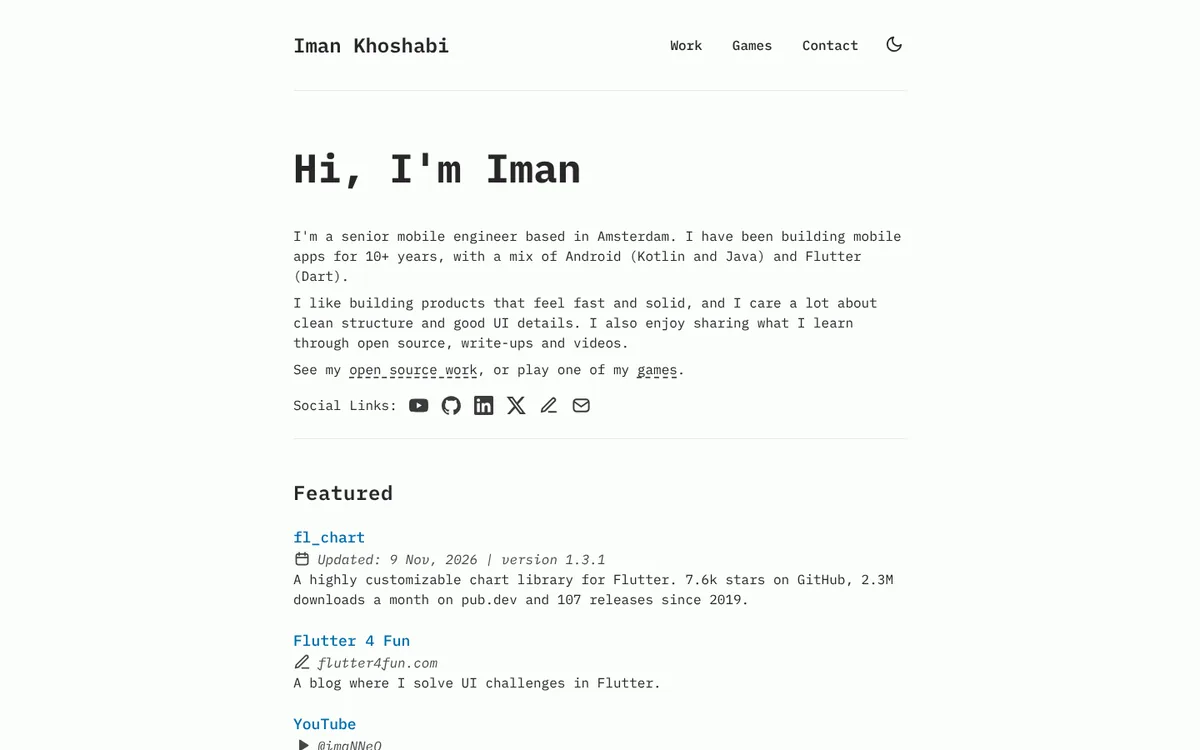 Iman Khoshabi
Work Games Contact
Hi, I'm Iman
I'm a senior mobile engineer based in Amsterdam. I have been building mobile
apps for 10+ years, with a mix of Android (Kotlin and Java) and Flutter
(Dart).
I like building products that feel fast and solid, and I care a lot about
clean structure and good UI details. I also enjoy sharing what I learn
through open source, write-ups and videos.
See my open source work, or play one of my games.
Social Links:
Featured
fl_chart
Updated: 9 Nov, 2026 | version 1.3.1
A highly customizable chart library for Flutter. 7.6k stars on GitHub, 2.3M
downloads a month on pub.dev and 107 releases since 2019.
Flutter 4 Fun
flutter4fun.com
A blog where I solve UI challenges in Flutter.
YouTube
@imaNNeO